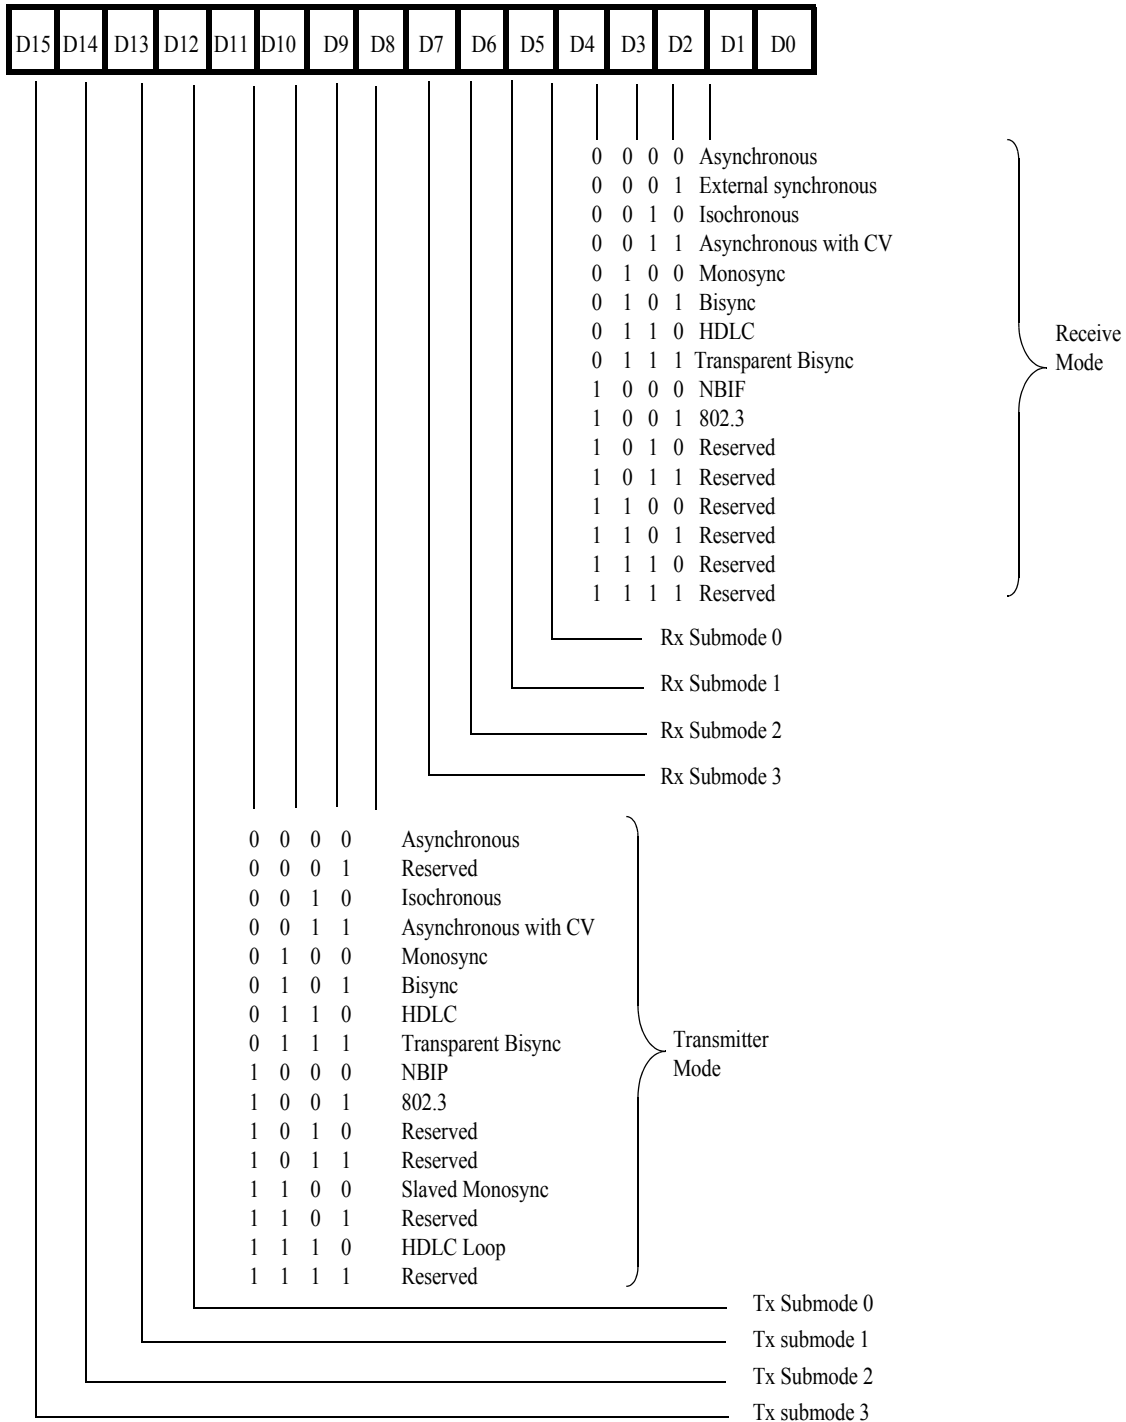 D15 D14 D13 D12 D11 D10 D9 D8 D7 D6 D5 D4 D3 D2 D1 D0
0 0 0 0 Asynchronous
0 0 0 1 External synchronous
0 0 1 0 Isochronous
0 0 1 1 Asynchronous with CV
0 1 0 0 Monosync
0 1 0 1 Bisync
0 1 1 0 HDLC
0 1 1 1 Transparent Bisync
1 0 0 0 NBIF
1 0 0 1 802.3
1 0 1 0 Reserved
1 0 1 1 Reserved
1 1 0 0 Reserved
1 1 0 1 Reserved
1 1 1 0 Reserved
1 1 1 1 Reserved
Receive
Mode
Rx Submode 0
Rx Submode 1
Rx Submode 2
Rx Submode 3
0 0 0 0 Asynchronous
0 0 0 1 Reserved
0 0 1 0 Isochronous
0 0 1 1 Asynchronous with CV
0 1 0 0 Monosync
0 1 0 1 Bisync
0 1 1 0 HDLC
0 1 1 1 Transparent Bisync
1 0 0 0 NBIP
1 0 0 1 802.3
1 0 1 0 Reserved
1 0 1 1 Reserved
1 1 0 0 Slaved Monosync
1 1 0 1 Reserved
1 1 1 0 HDLC Loop
1 1 1 1 Reserved
Transmitter
Mode
Tx Submode 0
Tx submode 1
Tx Submode 2
Tx submode 3